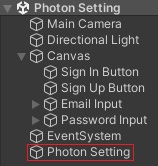 Photon Setting
Main Camera
Directional Light
Canvas
Sign In Button
Sign Up Button
Email Input
Password Input
EventSystem
Photon Setting